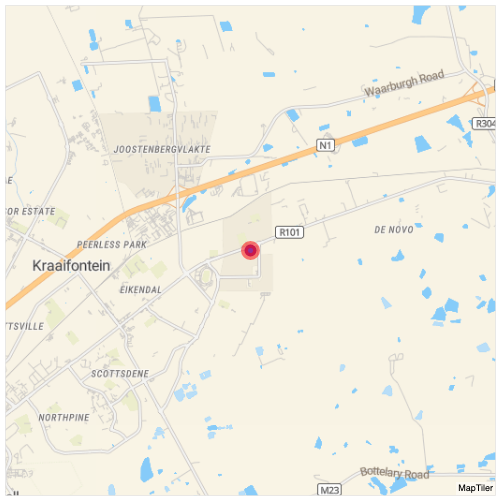 Waarburgh Road
R304
N1
JOOSTENBERGVLAKTE
OR ESTATE
R101
DE NOVO
PEERLESS PARK
Kraaifontein
EIKENDAL
TTSVILLE
SCOTTSDENE
NORTHPINE
Bottelary Road
M23
MapTiler